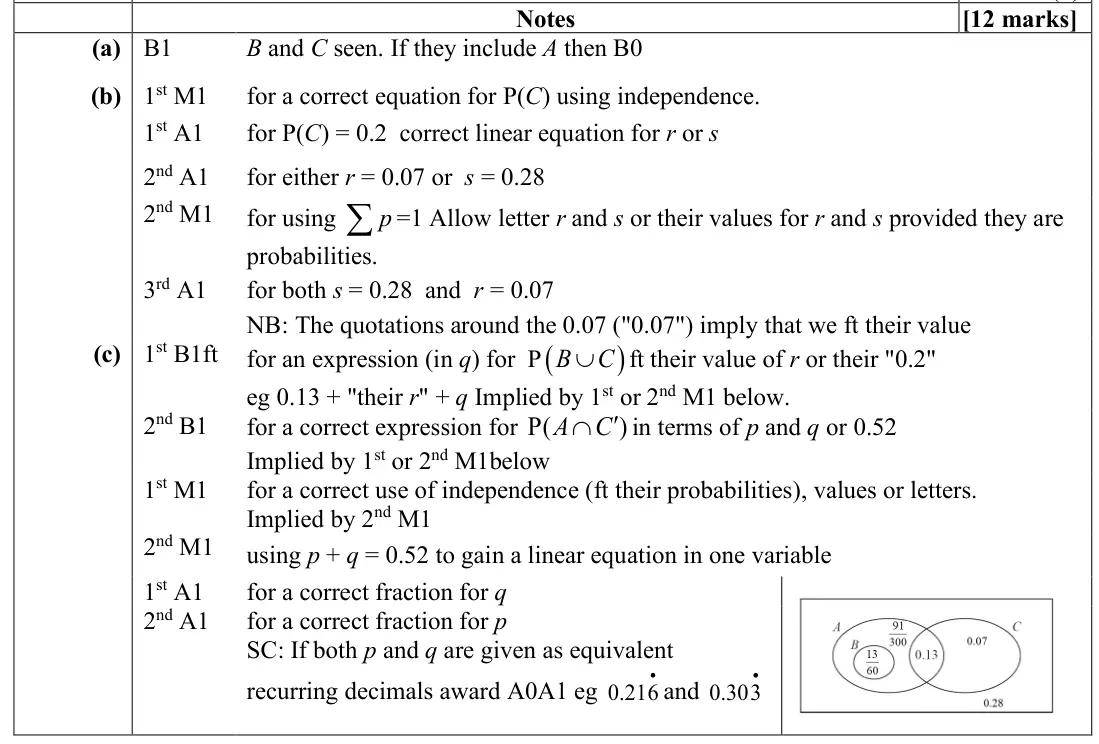 Notes [12 marks]
(a) B1 B and C seen. If they include A then B0
(b) 1st M1 for a correct equation for P(C) using independence.
1st A1 for P(C) = 0.2 correct linear equation for r or s
2nd A1 for either r = 0.07 or s = 0.28
2nd M1 for using ∑ p =1 Allow letter r and s or their values for r and s provided they are
probabilities.
3rd A1 for both s = 0.28 and r = 0.07
NB: The quotations around the 0.07 ("0.07") imply that we ft their value
(c) 1st B1ft for an expression (in q) for P(B∪C) ft their value of r or their "0.2"
eg 0.13 + "their r" + q Implied by 1st or 2nd M1 below.
2nd B1 for a correct expression for P(A∩C′) in terms of p and q or 0.52
Implied by 1st or 2nd M1below
1st M1 for a correct use of independence (ft their probabilities), values or letters.
Implied by 2nd M1
2nd M1 using p + q = 0.52 to gain a linear equation in one variable
1st A1 for a correct fraction for q
2nd A1 for a correct fraction for p
SC: If both p and q are given as equivalent
recurring decimals award A0A1 eg 0.216̇ and 0.303̇
A 91/300 C
B 13/60 0.13 0.07
0.28